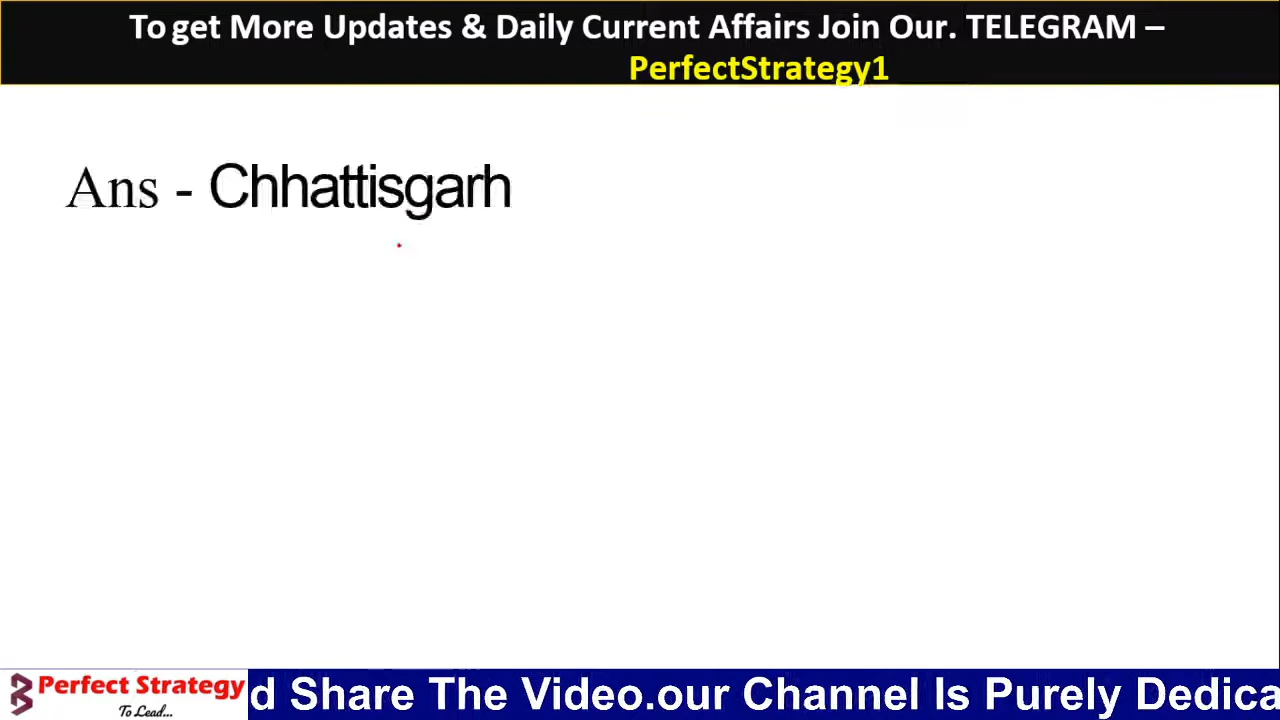 To get More Updates & Daily Current Affairs Join Our. TELEGRAM –
PerfectStrategy1
Ans - Chhattisgarh
Perfect Strategy
To Lead...
d Share The Video.our Channel Is Purely Dedica